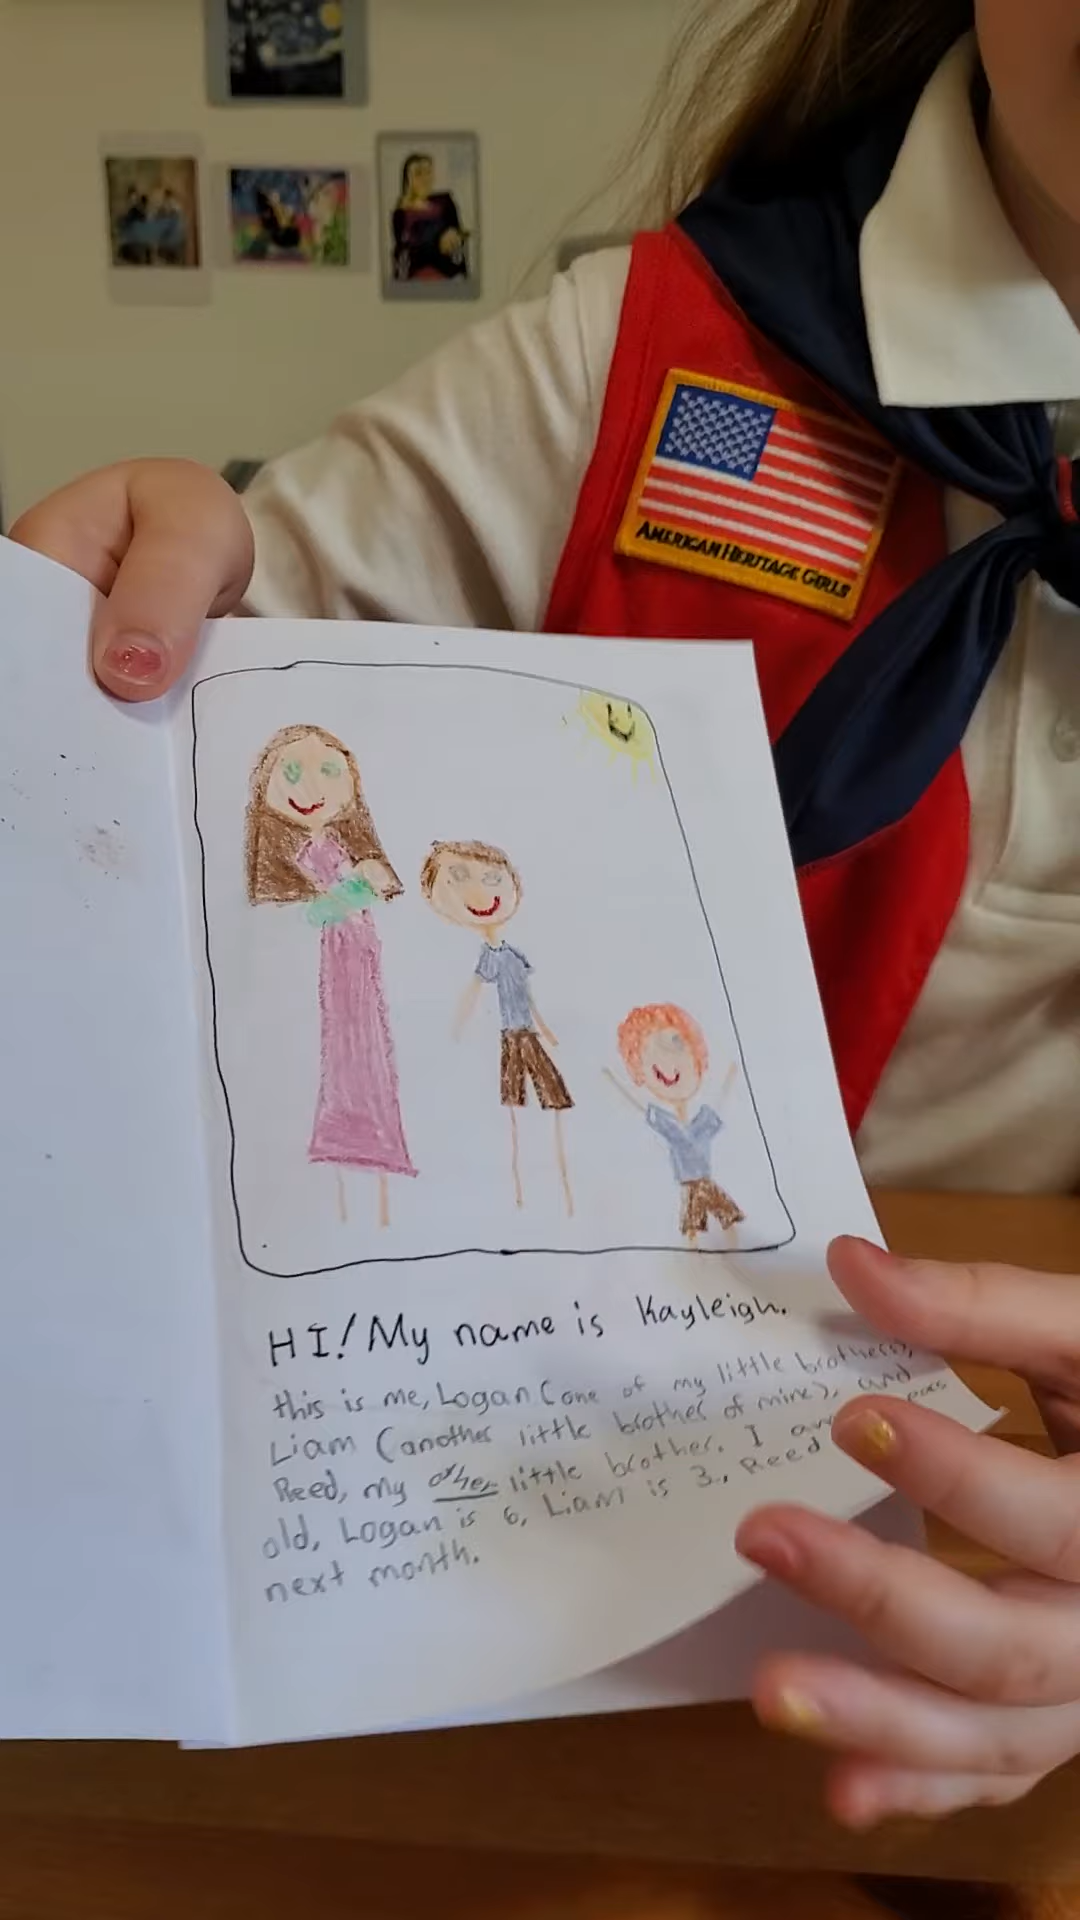 AMERICAN HERITAGE GIRLS
HI! My name is Kayleigh.
this is me, Logan (one of my little brothers),
Liam (another little brother of mine), and
Reed, my other little brother. I am
old, Logan is 6, Liam is 3, Reed
next month.